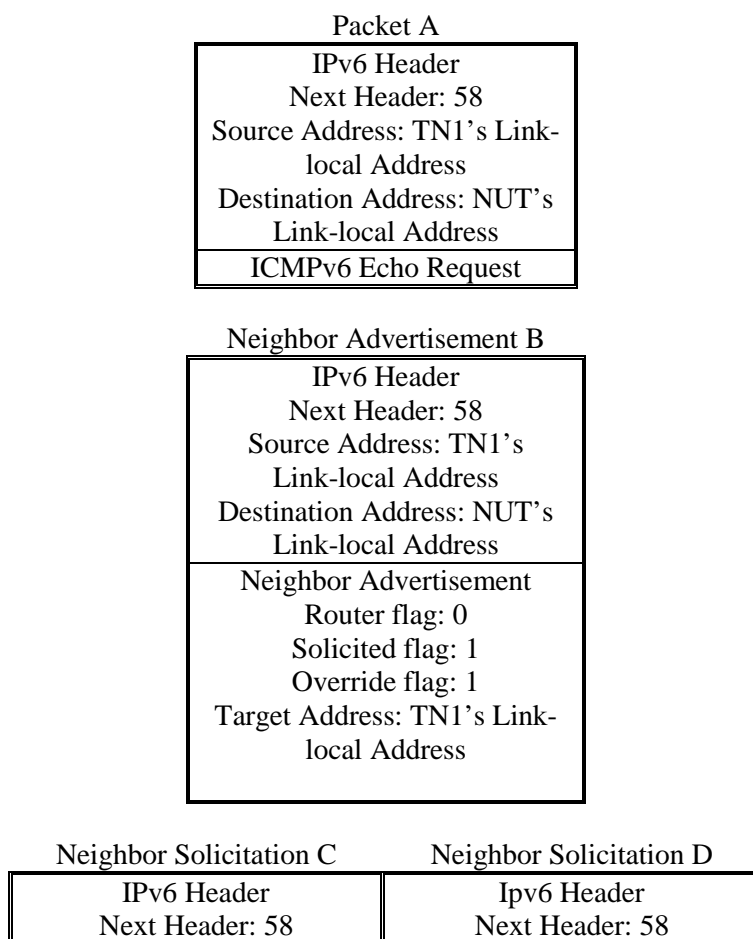 Packet A
IPv6 Header
Next Header: 58
Source Address: TN1’s Link-
local Address
Destination Address: NUT’s
Link-local Address
ICMPv6 Echo Request
Neighbor Advertisement B
IPv6 Header
Next Header: 58
Source Address: TN1’s
Link-local Address
Destination Address: NUT’s
Link-local Address
Neighbor Advertisement
Router flag: 0
Solicited flag: 1
Override flag: 1
Target Address: TN1’s Link-
local Address
Neighbor Solicitation C
IPv6 Header
Next Header: 58
Neighbor Solicitation D
Ipv6 Header
Next Header: 58